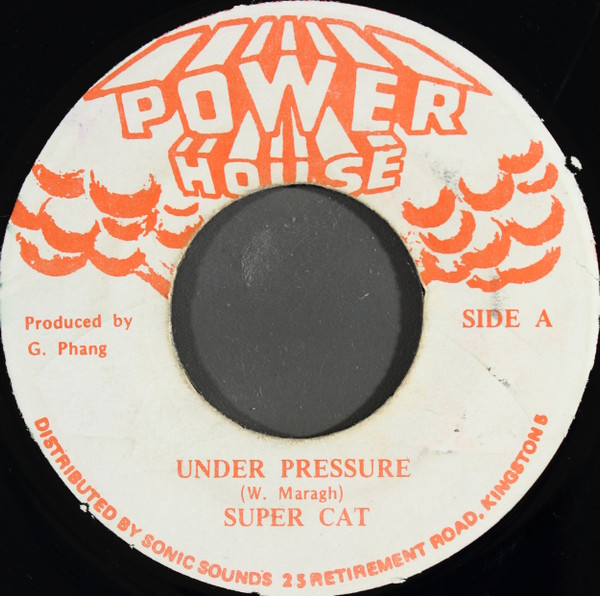 POWER
HOUSE
Produced by
G. Phang
SIDE A
UNDER PRESSURE
(W. Maragh)
SUPER CAT
DISTRIBUTED BY SONIC SOUNDS 25 RETIREMENT ROAD, KINGSTON 5